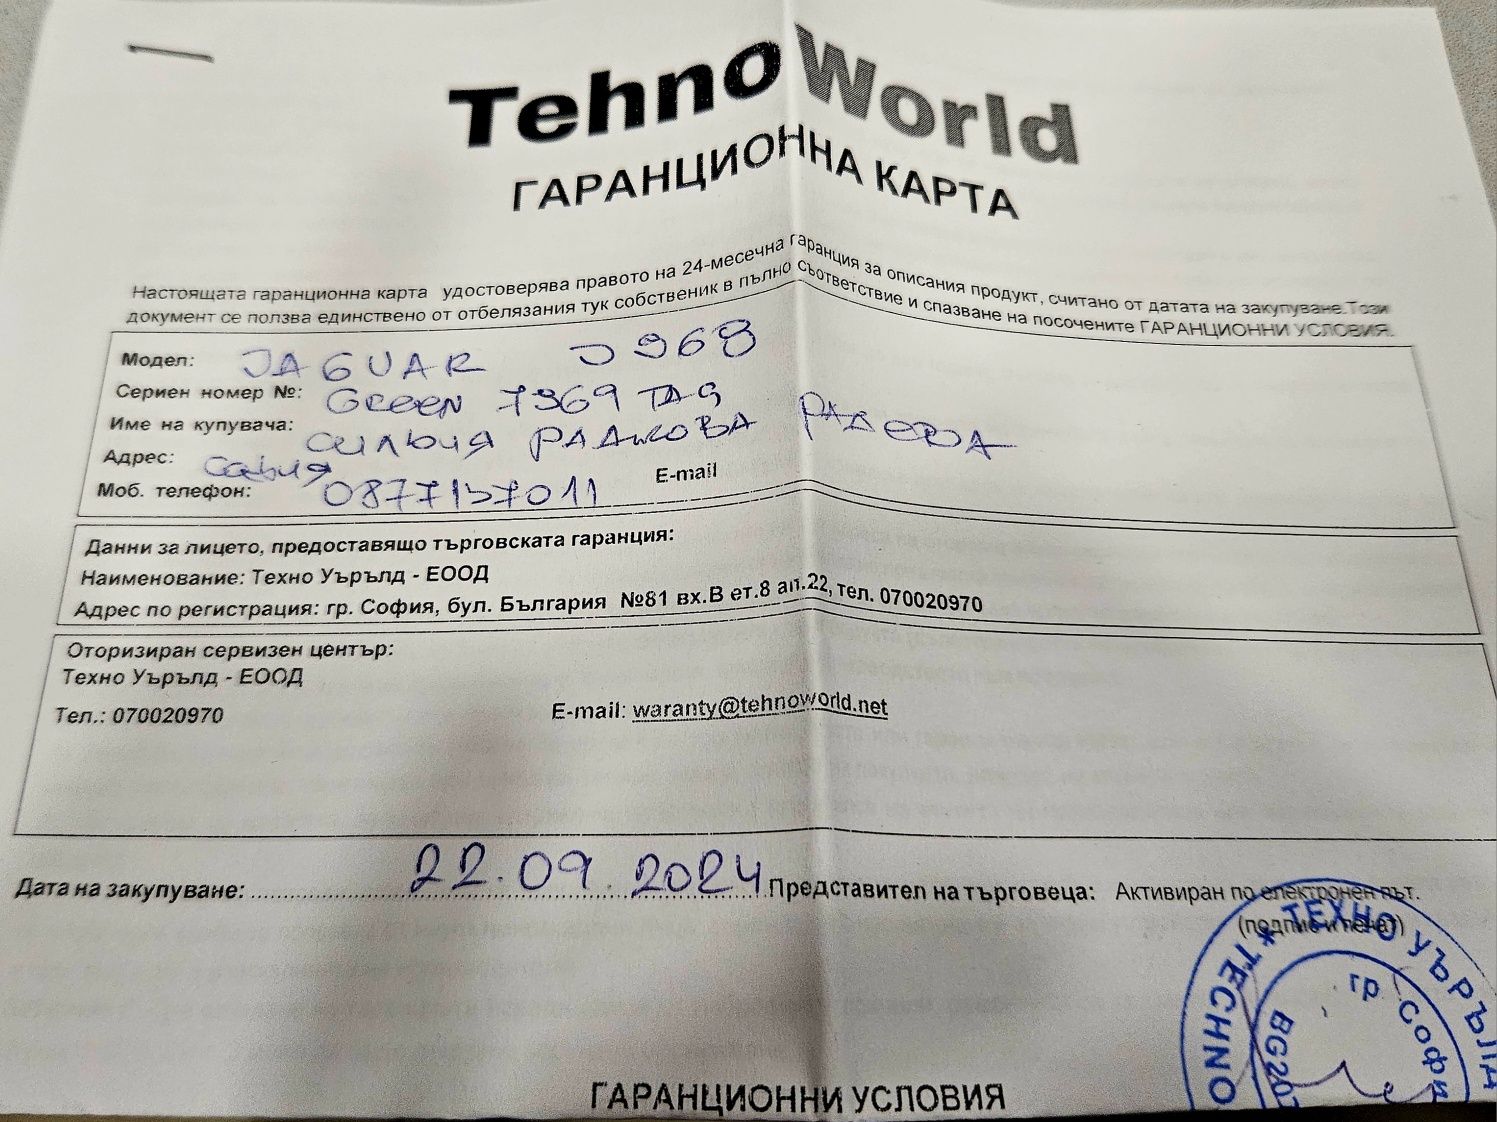 TehnoWorld
ГАРАНЦИОННА КАРТА
Настоящата гаранционна карта удостоверява правото на 24-месечна гаранция за описания продукт, считано от датата на закупуване.Този
документ се ползва единствено от отбелязания тук собственик в пълно съответствие и спазване на посочените ГАРАНЦИОННИ УСЛОВИЯ.
Модел: JAGUAR J968
Сериен номер №: Green 7369 TAG
Име на купувача: Силвия РАДКОВА РАДЕВА
Адрес: София
Моб. телефон: 0877157011 E-mail
Данни за лицето, предоставящо търговската гаранция:
Наименование: Техно Уърълд - ЕООД
Адрес по регистрация: гр. София, бул. България №81 вх.В ет.8 ап.22, тел. 070020970
Оторизиран сервизен център:
Техно Уърълд - ЕООД
Тел.: 070020970 E-mail: waranty@tehnoworld.net
Дата на закупуване: 22.09.2024 Представител на търговеца: Активиран по електронен път.
(подпис и печат)
* ТЕХНО УЪРЪЛД
TECHNO
гр. София
BG202
ГАРАНЦИОННИ УСЛОВИЯ